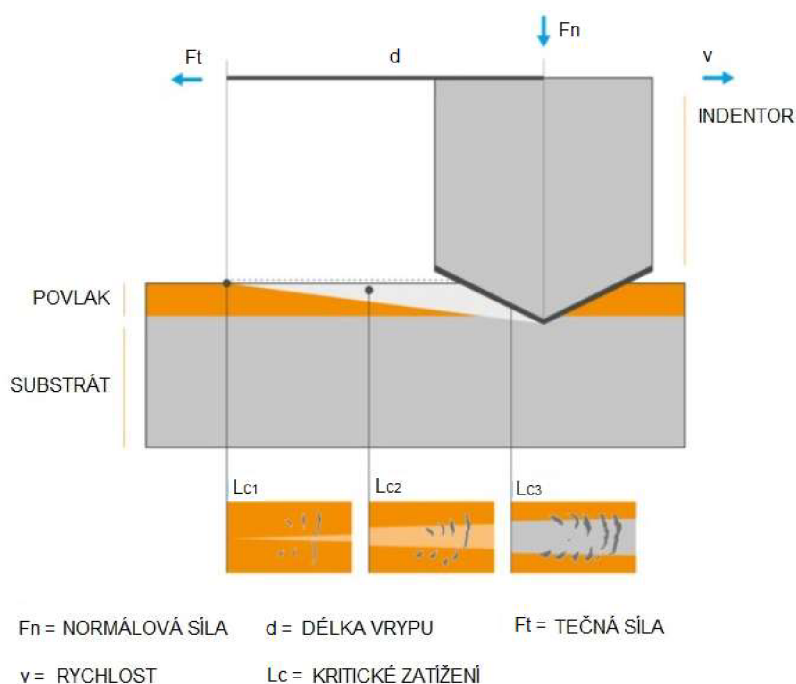 Fn
Ft
d
v
INDENTOR
POVLAK
SUBSTRÁT
Lc1
Lc2
Lc3
Fn = NORMÁLOVÁ SÍLA
d = DÉLKA VRYPU
Ft = TEČNÁ SÍLA
v = RYCHLOST
Lc = KRITICKÉ ZATÍŽENÍ